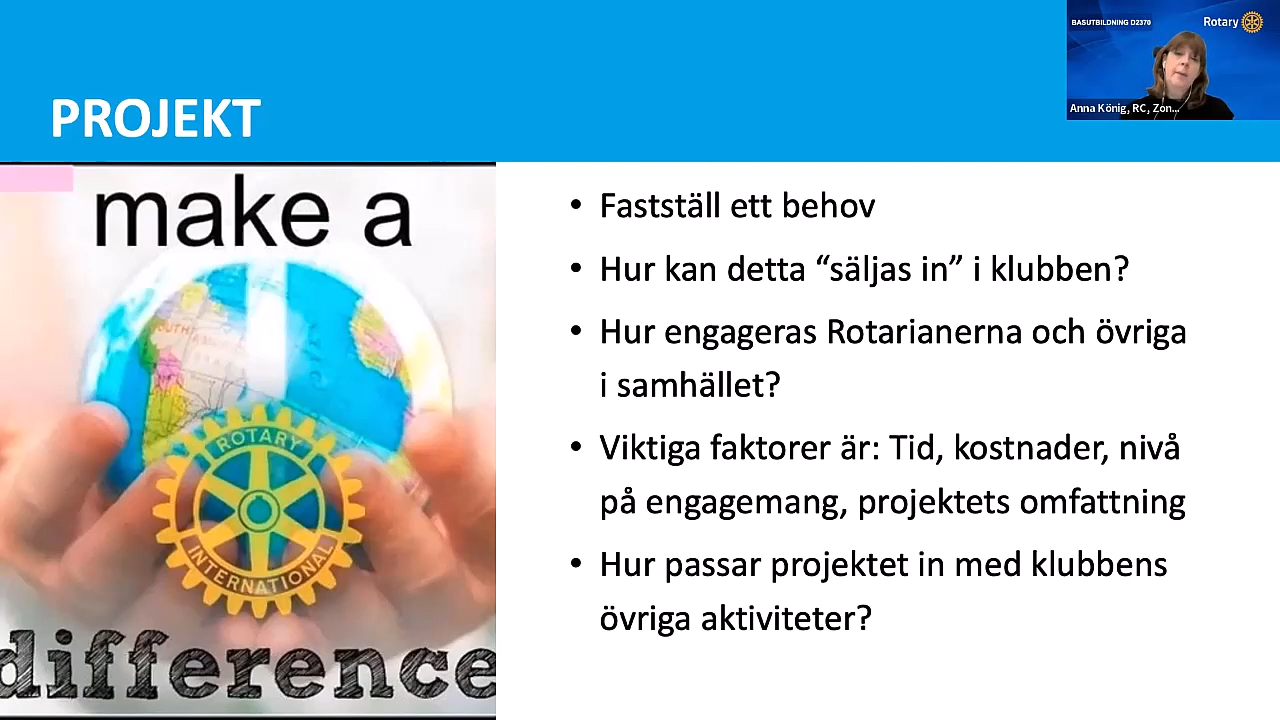 BASUTBILDNING D2370
Rotary
Anna König, RC, Zon...
PROJEKT
make a
ROTARY
INTERNATIONAL
difference
• Fastställ ett behov
• Hur kan detta “säljas in” i klubben?
• Hur engageras Rotarianerna och övriga
i samhället?
• Viktiga faktorer är: Tid, kostnader, nivå
på engagemang, projektets omfattning
• Hur passar projektet in med klubbens
övriga aktiviteter?